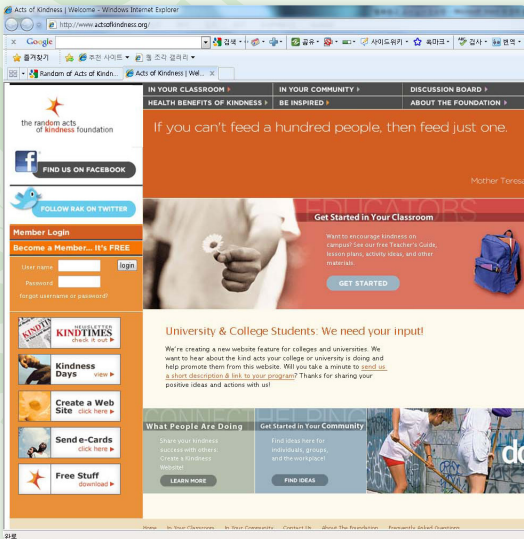 Acts of Kindness | Welcome - Windows Internet Explorer
http://www.actsofkindness.org/
x Google 검색 공유 사이드위키 북마크 검사 번역
즐겨찾기 추천 사이트 웹 조각 갤러리
Random of Acts of Kindn... Acts of Kindness | Wel... x
the random acts
of kindness foundation
IN YOUR CLASSROOM
IN YOUR COMMUNITY
DISCUSSION BOARD
HEALTH BENEFITS OF KINDNESS
BE INSPIRED
ABOUT THE FOUNDATION
If you can't feed a hundred people, then feed just one.
Mother Teresa
FIND US ON FACEBOOK
FOLLOW RAK ON TWITTER
Member Login
Become a Member... It's FREE
User name
login
Password
forgot username or password?
EDUCATORS
Get Started in Your Classroom
Want to encourage kindness on
campus? See our free Teacher's Guide,
lesson plans, activity ideas, and other
materials.
GET STARTED
NEWSLETTER
KINDTIMES
check it out
Kindness
Days view
Create a Web
Site click here
Send e-Cards
click here
Free Stuff
download
University & College Students: We need your input!
We're creating a new website feature for colleges and universities. We
want to hear about the kind acts your college or university is doing and
help promote them from this website. Will you take a minute to send us
a short description & link to your program? Thanks for sharing your
positive ideas and actions with us!
CONNECT
HELPING
What People Are Doing
Share your kindness
success with others
Create a Kindness
Website!
LEARN MORE
Get Started in Your Community
Find ideas here for
individuals, groups,
and the workplace!
FIND IDEAS
do
Home In Your Classroom In Your Community Contact Us About The Foundation Frequently Asked Questions
완료